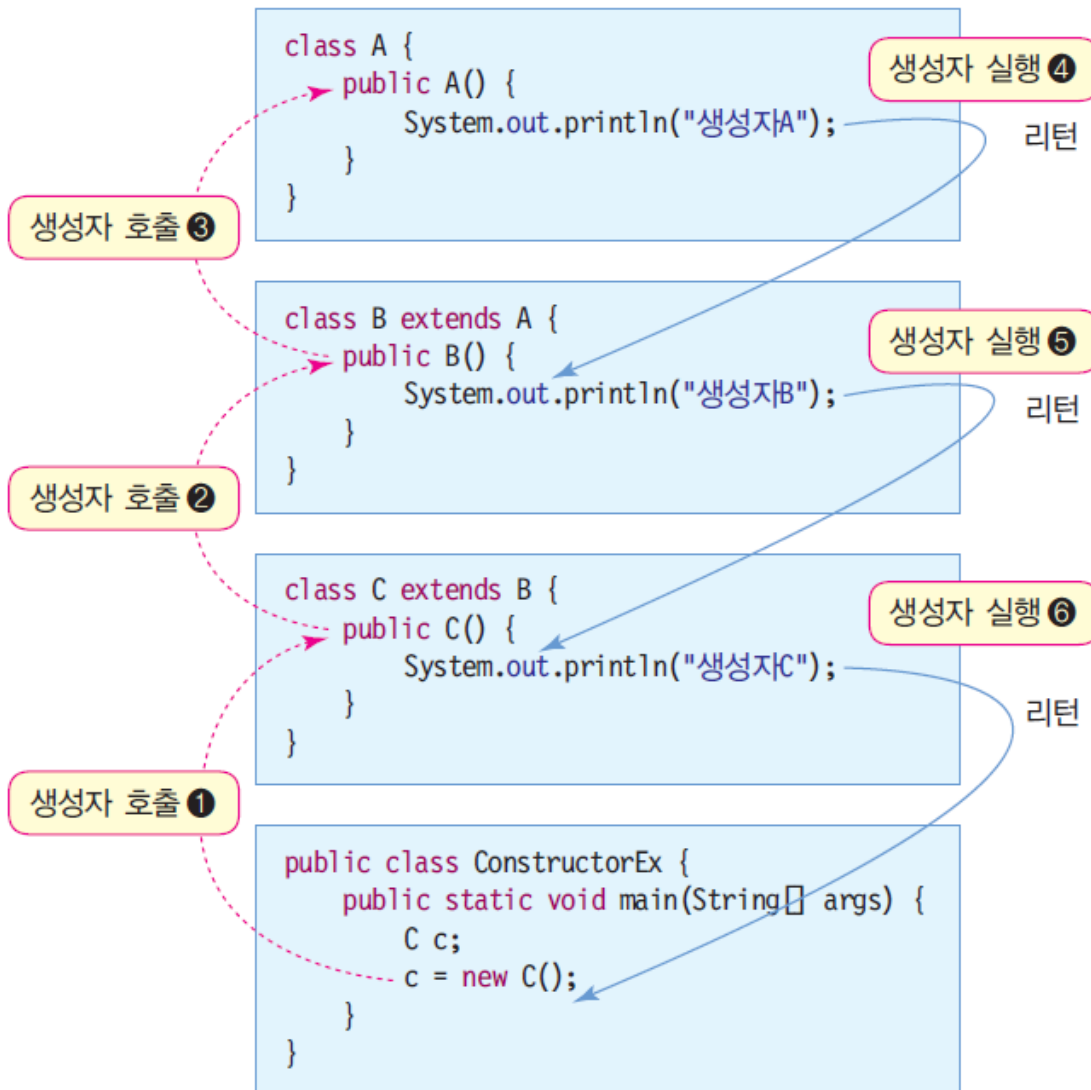 class A {
public A() {
System.out.println("생성자A");
}
}
생성자 실행 ❹
리턴
생성자 호출 ❸
class B extends A {
public B() {
System.out.println("생성자B");
}
}
생성자 실행 ❺
리턴
생성자 호출 ❷
class C extends B {
public C() {
System.out.println("생성자C");
}
}
생성자 실행 ❻
리턴
생성자 호출 ❶
public class ConstructorEx {
public static void main(String[] args) {
C c;
c = new C();
}
}